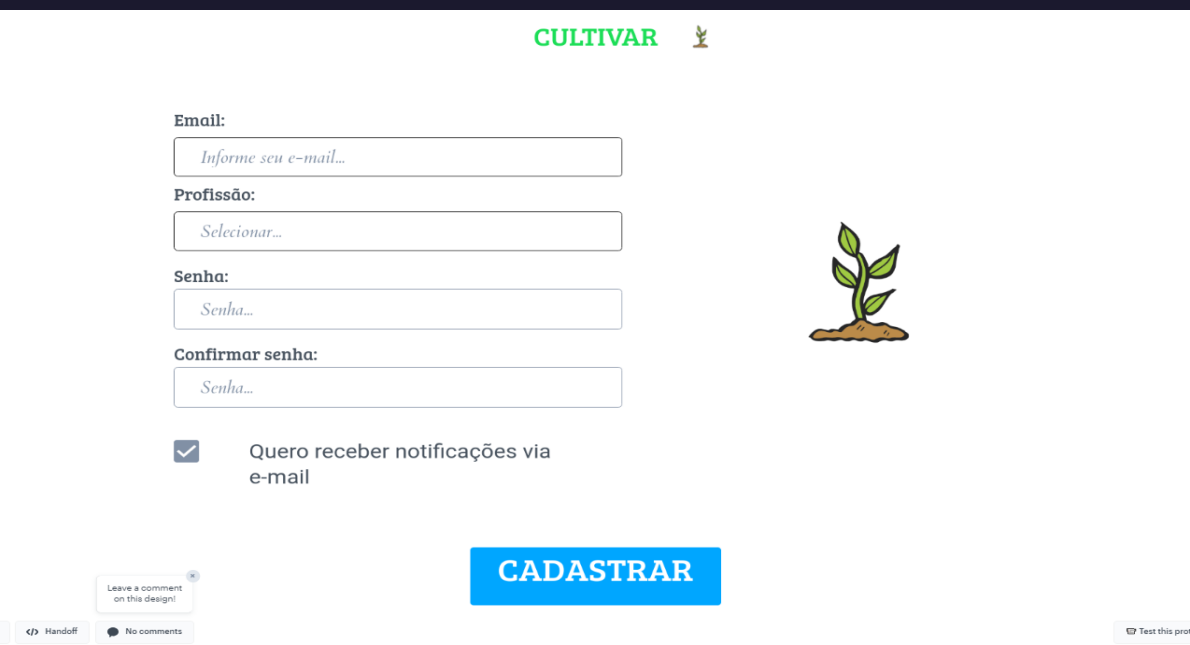 CULTIVAR
Email:
Informe seu e-mail...
Profissão:
Selecionar...
Senha:
Senha...
Confirmar senha:
Senha...
Quero receber notificações via
e-mail
CADASTRAR
Leave a comment
on this design!
</> Handoff
No comments
Test this prot